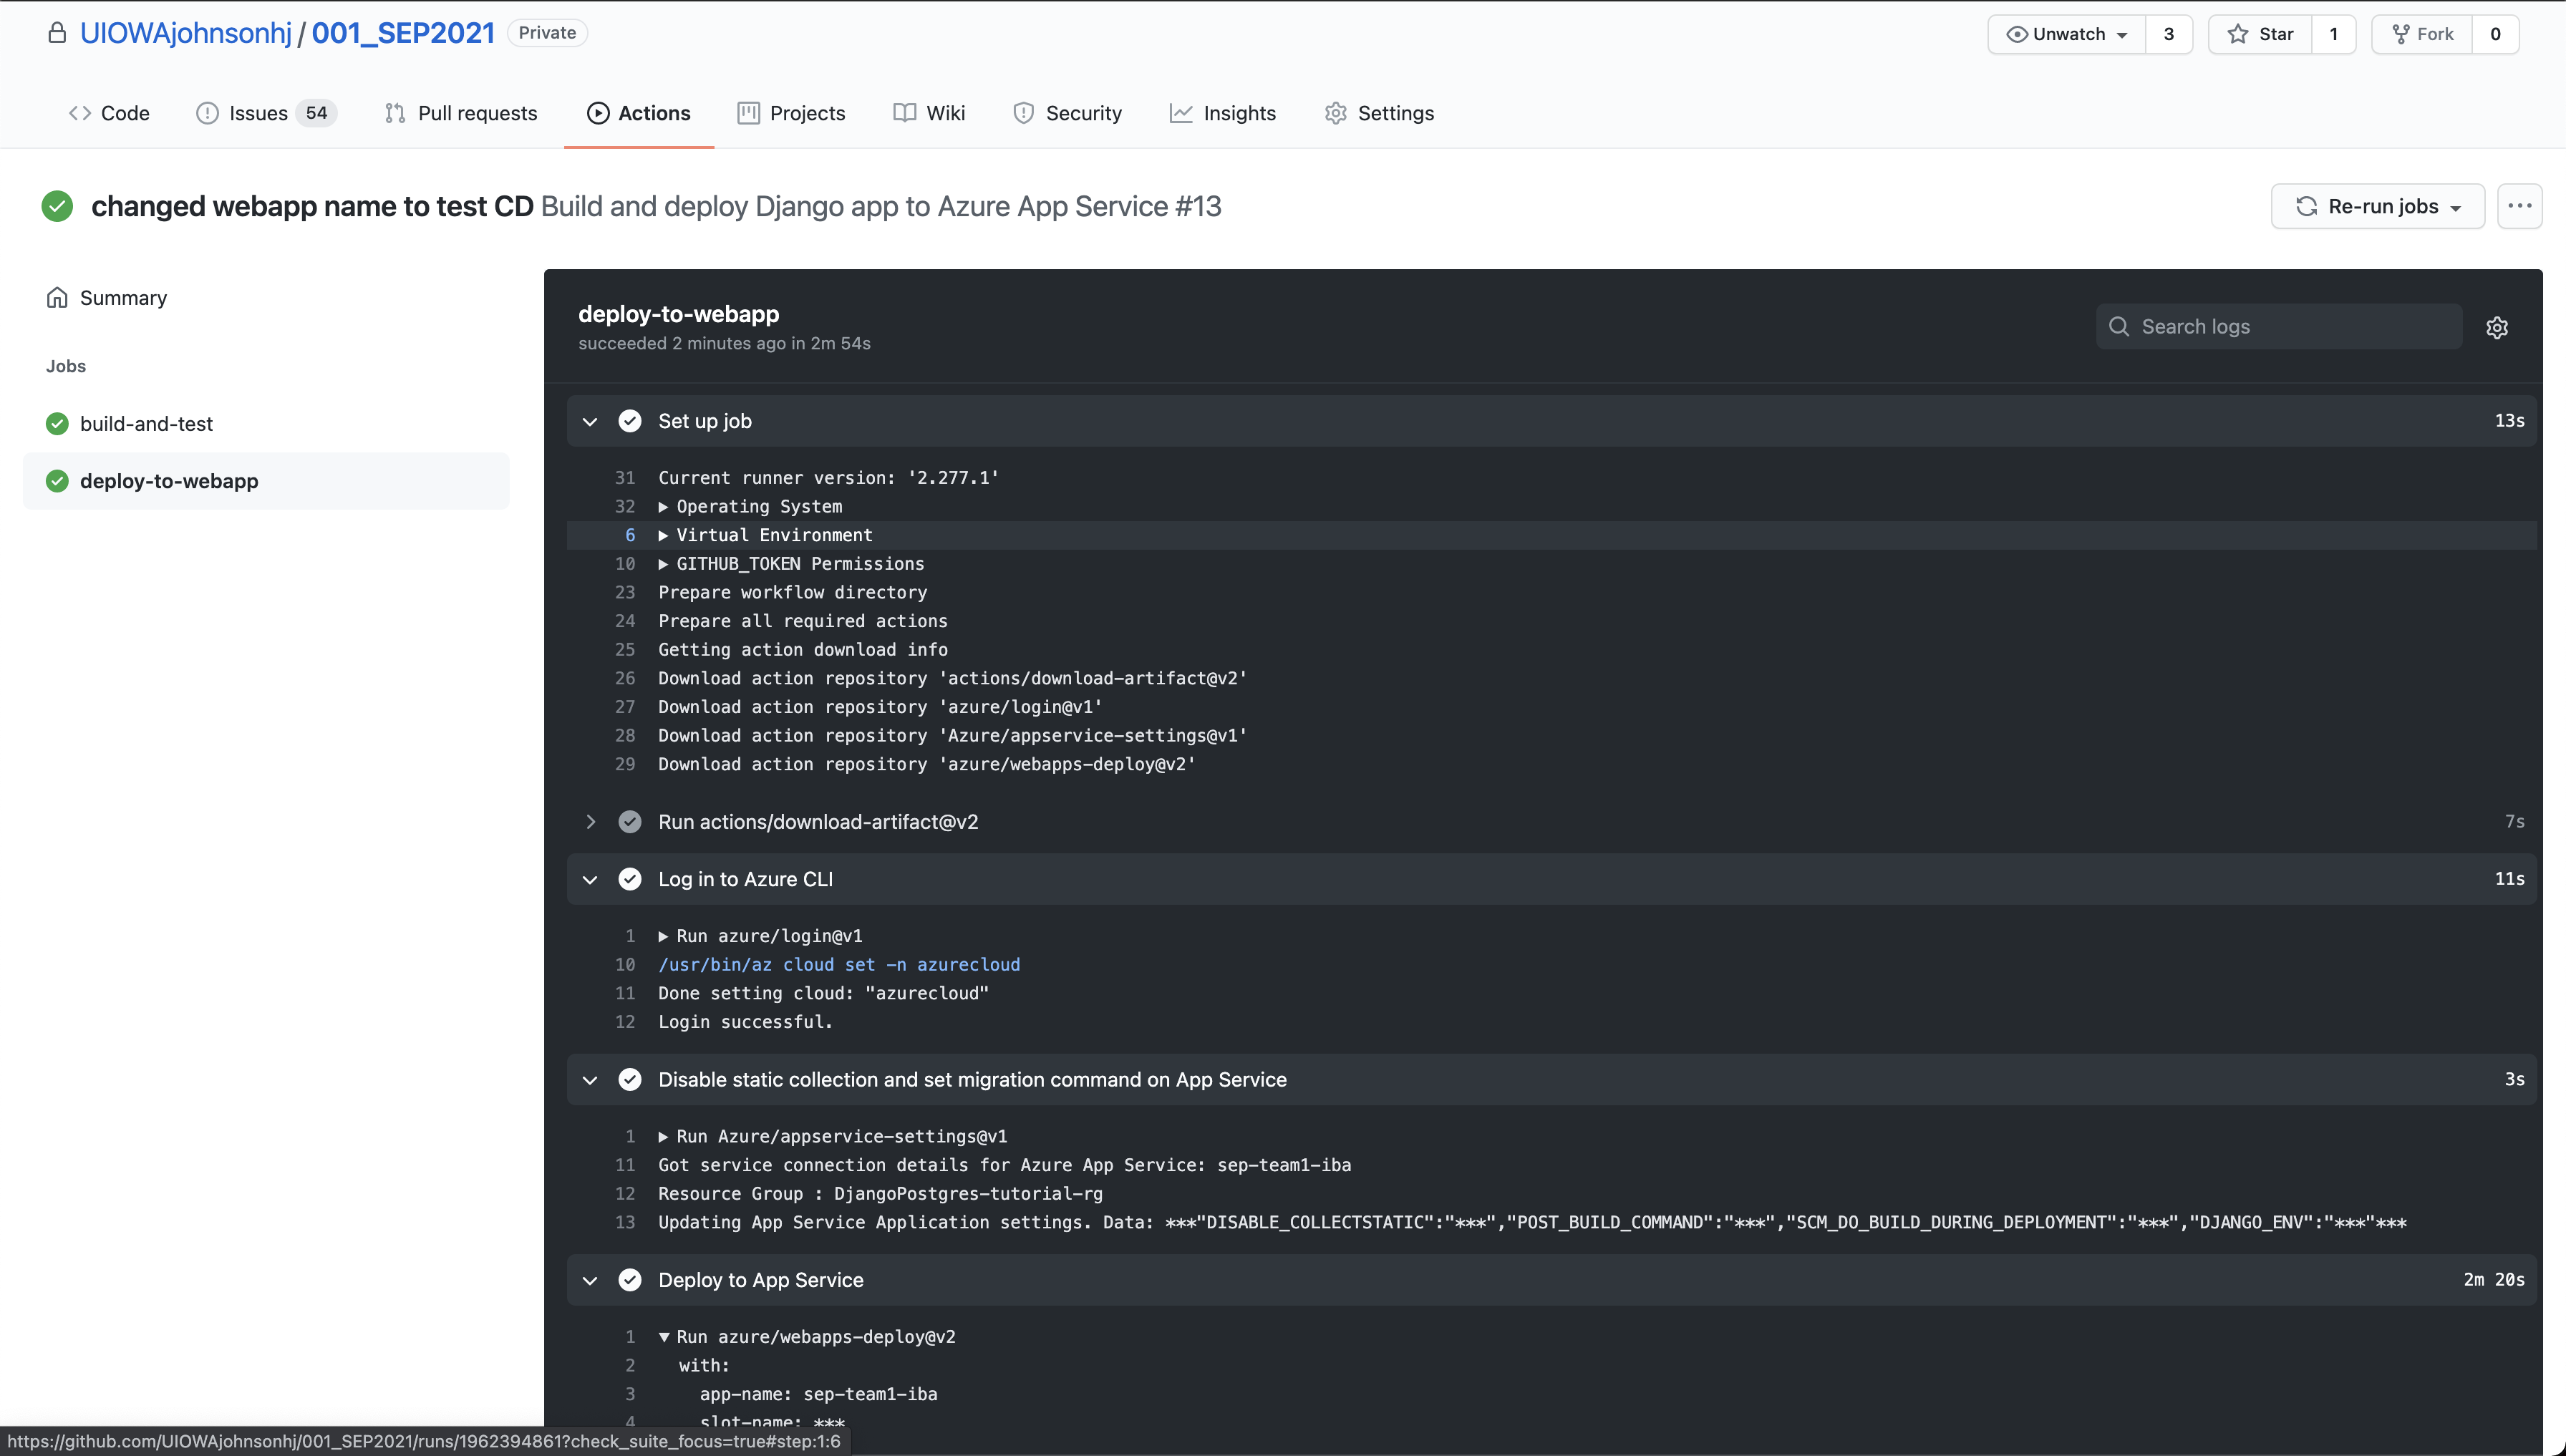 UIOWAjohnsonhj / 001_SEP2021 Private
Unwatch 3 Star 1 Fork 0
Code Issues 54 Pull requests Actions Projects Wiki Security Insights Settings
changed webapp name to test CD Build and deploy Django app to Azure App Service #13
Re-run jobs
Summary
Jobs
build-and-test
deploy-to-webapp
deploy-to-webapp
succeeded 2 minutes ago in 2m 54s
Search logs
Set up job 13s
31 Current runner version: '2.277.1'
32 ▶ Operating System
6 ▶ Virtual Environment
10 ▶ GITHUB_TOKEN Permissions
23 Prepare workflow directory
24 Prepare all required actions
25 Getting action download info
26 Download action repository 'actions/download-artifact@v2'
27 Download action repository 'azure/login@v1'
28 Download action repository 'Azure/appservice-settings@v1'
29 Download action repository 'azure/webapps-deploy@v2'
Run actions/download-artifact@v2 7s
Log in to Azure CLI 11s
1 ▶ Run azure/login@v1
10 /usr/bin/az cloud set -n azurecloud
11 Done setting cloud: "azurecloud"
12 Login successful.
Disable static collection and set migration command on App Service 3s
1 ▶ Run Azure/appservice-settings@v1
11 Got service connection details for Azure App Service: sep-team1-iba
12 Resource Group : DjangoPostgres-tutorial-rg
13 Updating App Service Application settings. Data: ***"DISABLE_COLLECTSTATIC":"***","POST_BUILD_COMMAND":"***","SCM_DO_BUILD_DURING_DEPLOYMENT":"***","DJANGO_ENV":"***"***
Deploy to App Service 2m 20s
1 ▼ Run azure/webapps-deploy@v2
2 with:
3 app-name: sep-team1-iba
4 slot-name: ***
https://github.com/UIOWAjohnsonhj/001_SEP2021/runs/1962394861?check_suite_focus=true#step:1:6